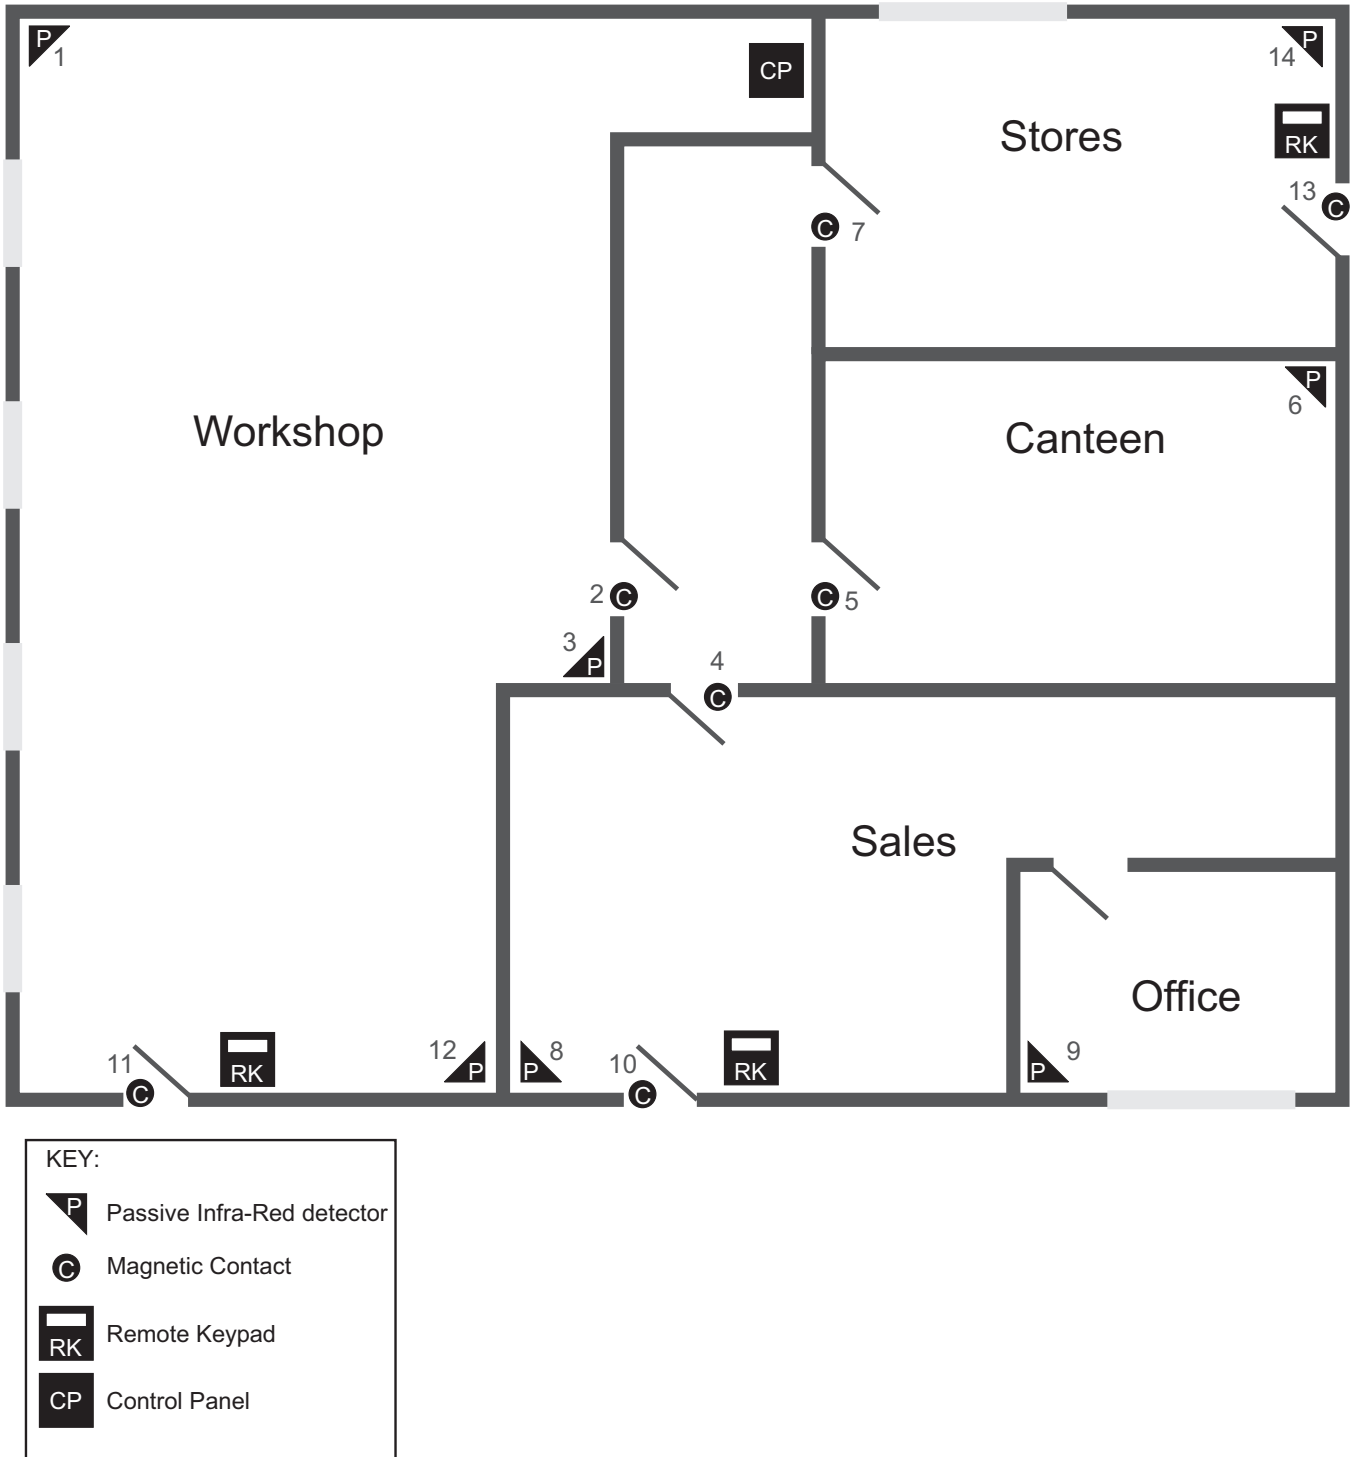 P
1
CP
14
P
Stores
RK
13
C
C
7
P
6
Workshop
Canteen
2
C
C
5
3
P
4
C
Sales
Office
11
C
RK
12
P
P
8
10
C
RK
P
9
KEY:
P
Passive Infra-Red detector
C
Magnetic Contact
RK
Remote Keypad
CP
Control Panel